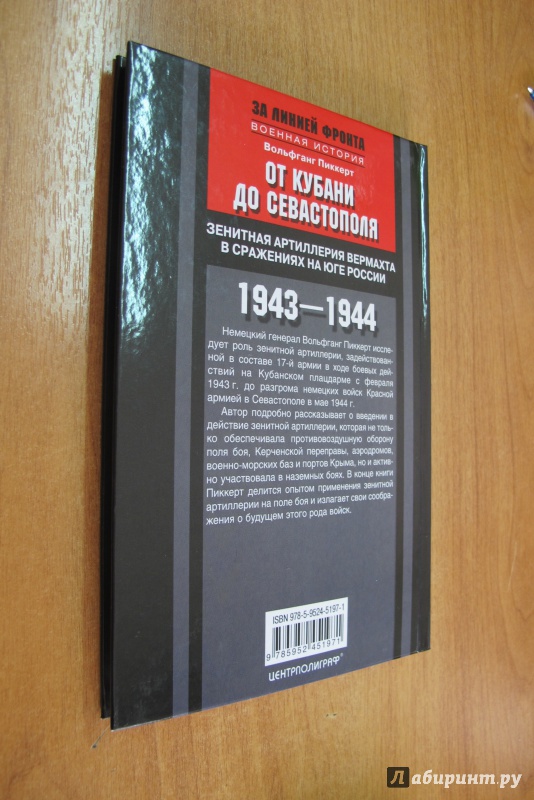 ЗА ЛИНИЕЙ ФРОНТА
ВОЕННАЯ ИСТОРИЯ
Вольфганг Пиккерт
ОТ КУБАНИ
ДО СЕВАСТОПОЛЯ
ЗЕНИТНАЯ АРТИЛЛЕРИЯ ВЕРМАХТА
В СРАЖЕНИЯХ НА ЮГЕ РОССИИ
1943—1944
Немецкий генерал Вольфганг Пиккерт иссле-
дует роль зенитной артиллерии, задействован-
ной в составе 17-й армии в ходе боевых дей-
ствий на Кубанском плацдарме с февраля
1943 г. до разгрома немецких войск Красной
армией в Севастополе в мае 1944 г.
Автор подробно рассказывает о введении в
действие зенитной артиллерии, которая не толь-
ко обеспечивала противовоздушную оборону
поля боя, Керченской переправы, аэродромов,
военно-морских баз и портов Крыма, но и актив-
но участвовала в наземных боях. В конце книги
Пиккерт делится опытом применения зенитной
артиллерии на поле боя и излагает свои сообра-
жения о будущем этого рода войск.
ISBN 978-5-9524-5197-1
9 785952 451971
ЦЕНТРПОЛИГРАФ®
Лабиринт.ру